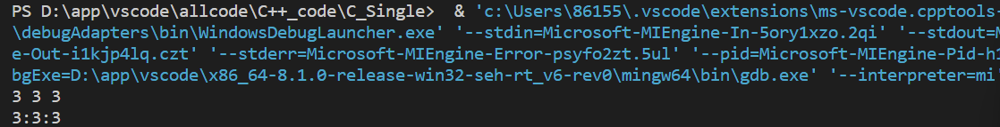 PS D:\app\vscode\allcode\C++_code\C_Single>  & 'c:\Users\86155\.vscode\extensions\ms-vscode.cpptools-
\debugAdapters\bin\WindowsDebugLauncher.exe' '--stdin=Microsoft-MIEngine-In-5ory1xzo.2qi' '--stdout=M
e-Out-i1kjp4lq.czt' '--stderr=Microsoft-MIEngine-Error-psyfo2zt.5ul' '--pid=Microsoft-MIEngine-Pid-h1
bgExe=D:\app\vscode\x86_64-8.1.0-release-win32-seh-rt_v6-rev0\mingw64\bin\gdb.exe' '--interpreter=mi
3 3 3
3:3:3